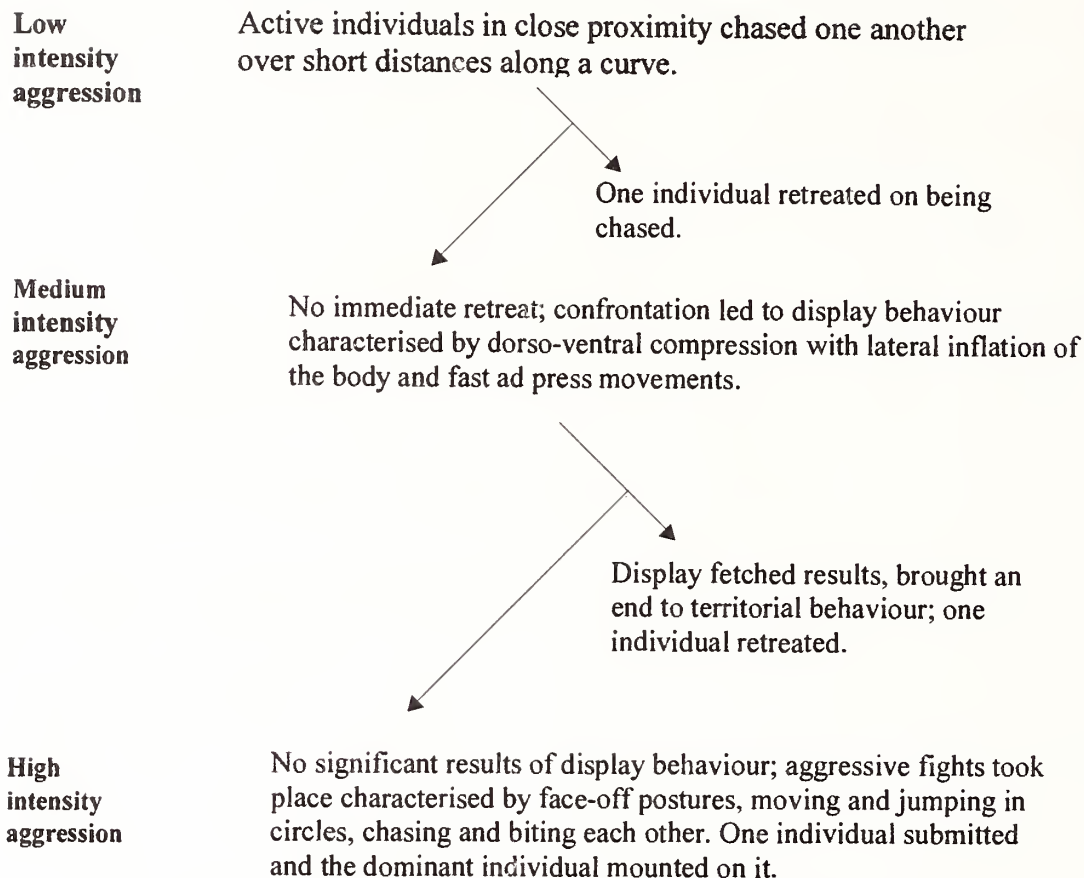 Low
intensity
aggression
Active individuals in close proximity chased one another
over short distances along a curve.
One individual retreated on being
chased.
Medium
intensity
aggression
No immediate retreat; confrontation led to display behaviour
characterised by dorso-ventral compression with lateral inflation of
the body and fast ad press movements.
Display fetched results, brought an
end to territorial behaviour; one
individual retreated.
High
intensity
aggression
No significant results of display behaviour; aggressive fights took
place characterised by face-off postures, moving and jumping in
circles, chasing and biting each other. One individual submitted
and the dominant individual mounted on it.